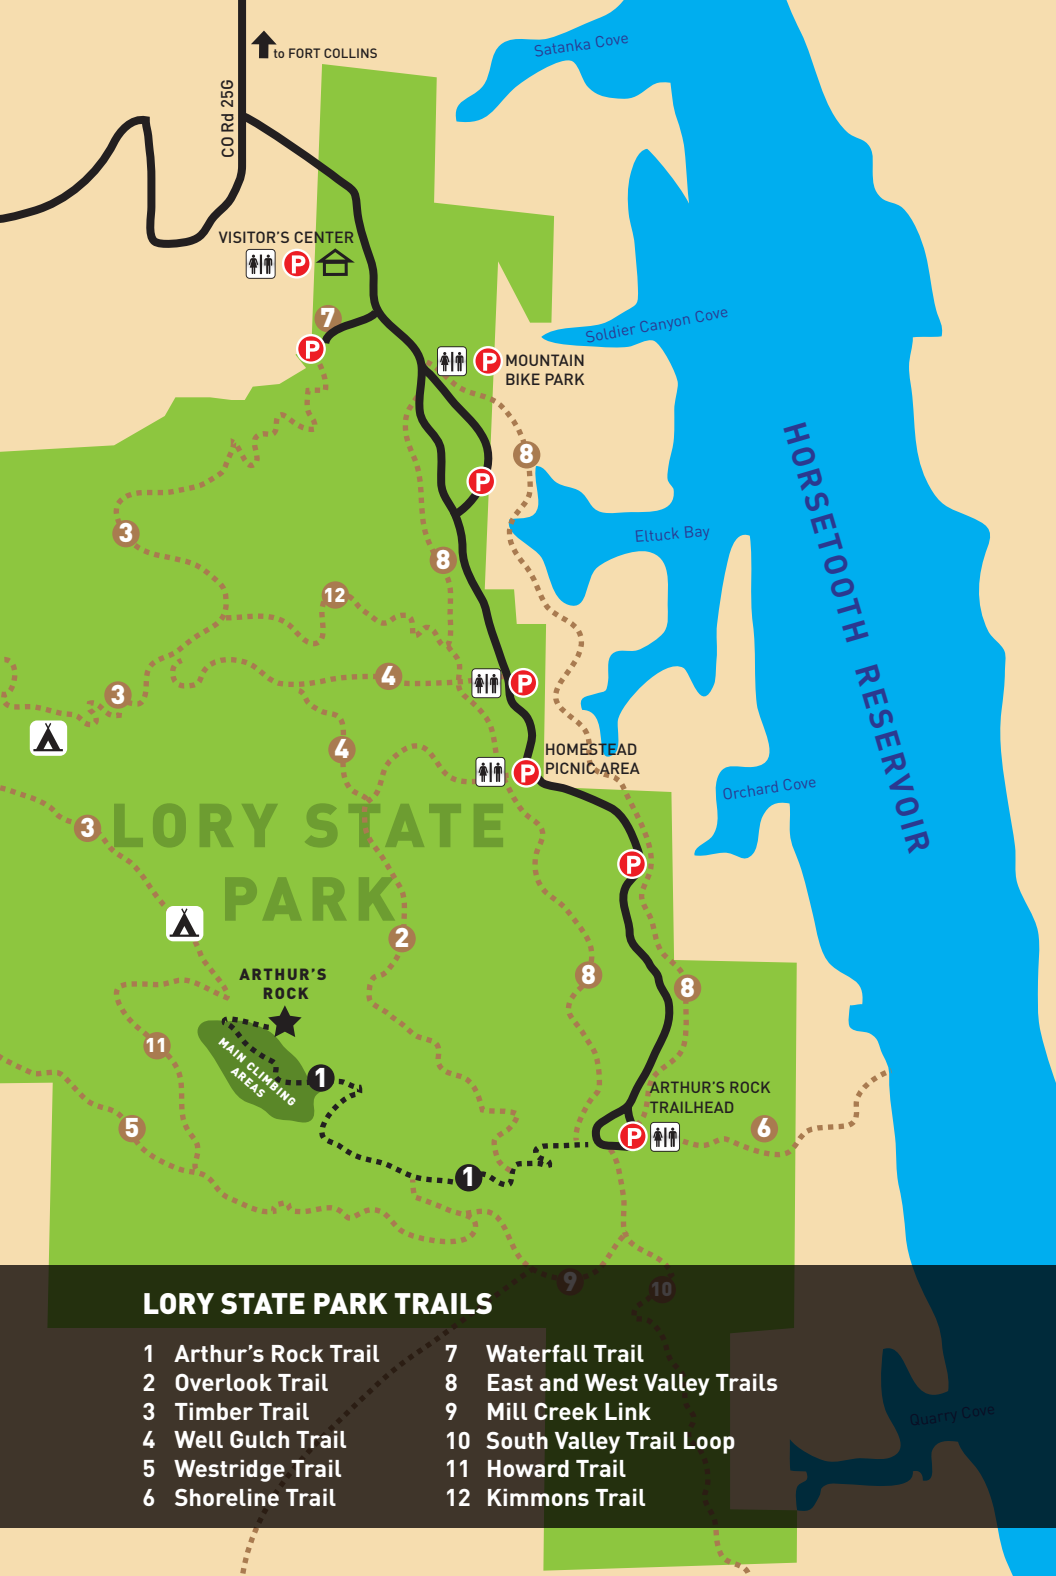 Satanka Cove
to FORT COLLINS
CO Rd 25G
VISITOR'S CENTER
P
7
P
Soldier Canyon Cove
P
MOUNTAIN
BIKE PARK
HORSETOOTH RESERVOIR
8
P
3
Eltuck Bay
8
12
4
P
3
4
HOMESTEAD
PICNIC AREA
P
Orchard Cove
3
LORY STATE
PARK
P
2
8
8
ARTHUR'S
ROCK
11
MAIN CLIMBING
AREAS
1
ARTHUR'S ROCK
TRAILHEAD
5
P
6
1
9
10
LORY STATE PARK TRAILS
1 Arthur's Rock Trail
2 Overlook Trail
3 Timber Trail
4 Well Gulch Trail
5 Westridge Trail
6 Shoreline Trail
7 Waterfall Trail
8 East and West Valley Trails
9 Mill Creek Link
10 South Valley Trail Loop
11 Howard Trail
12 Kimmons Trail
Quarry Cove